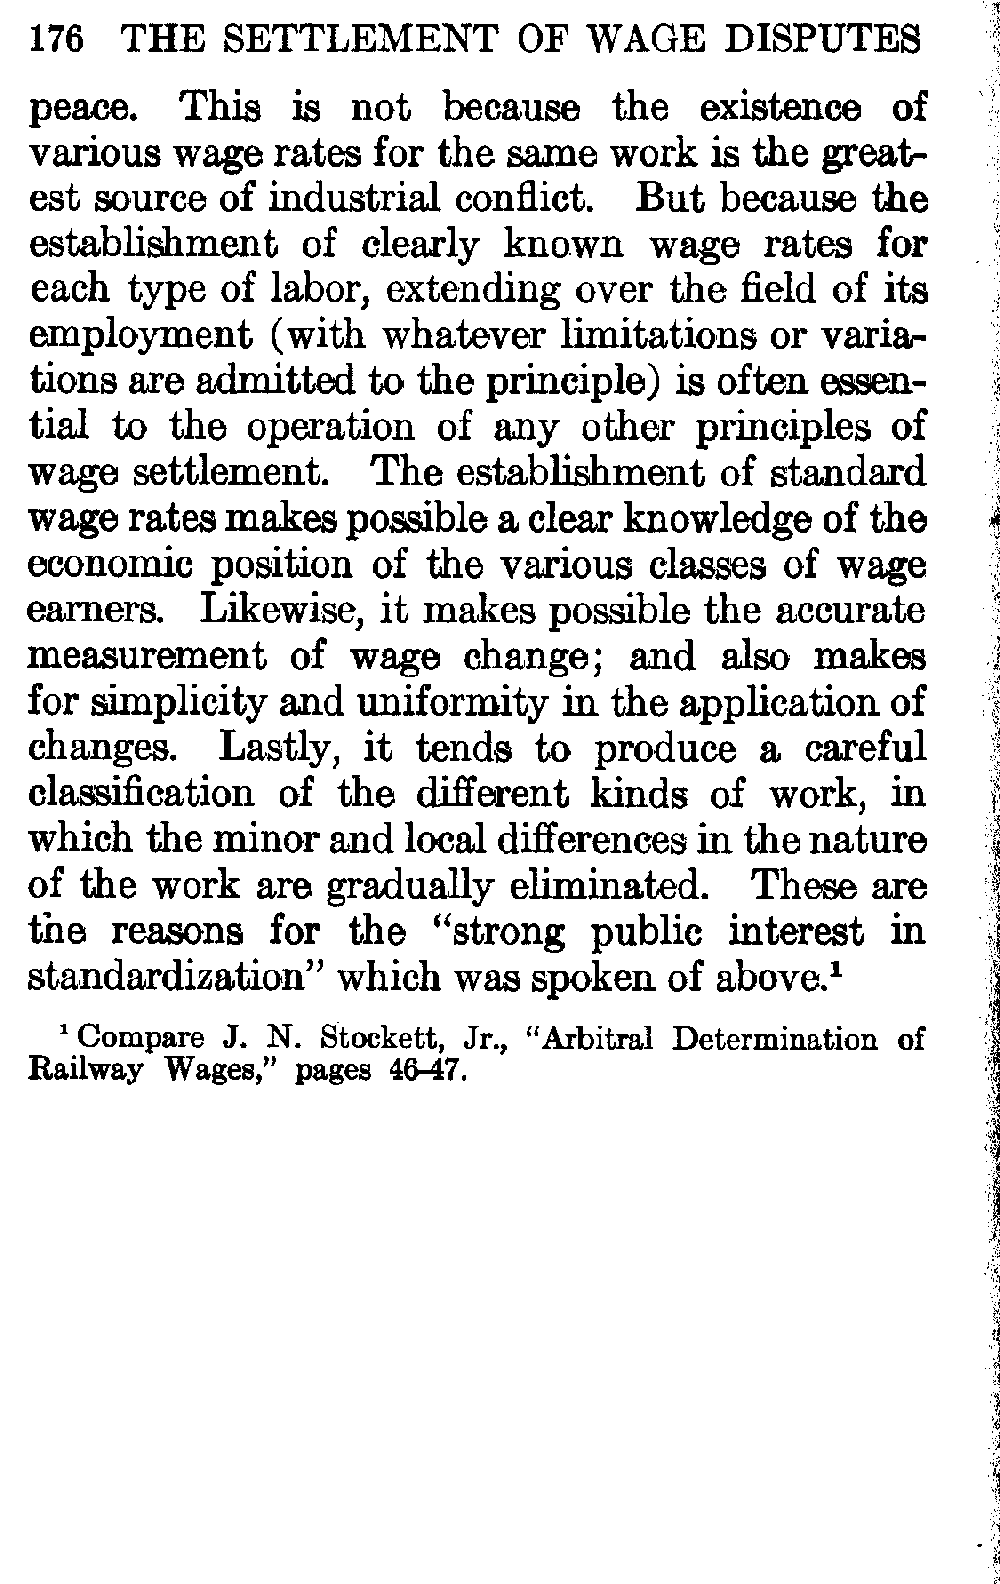 176 THE SETTLEMENT OF WAGE DISPUTES
peace. This is not because the existence of
various wage rates for the same work is the great-
est source of industrial conflict. But because the
establishment of clearly known wage rates for
each type of labor, extending over the field of its
employment (with whatever limitations or varia-
tions are admitted to the principle) is often essen-
tial to the operation of any other principles of
wage settlement. The establishment of standard
wage rates makes possible a clear knowledge of the
economic position of the various classes of wage
earners. Likewise, it makes possible the accurate
measurement of wage change; and also makes
for simplicity and uniformity in the application of
changes. Lastly, it tends to produce a careful
classification of the different kinds of work, in
which the minor and local differences in the nature
of the work are gradually eliminated. These are
the reasons for the "strong public interest in
standardization" which was spoken of above.¹
¹ Compare J. N. Stockett, Jr., "Arbitral Determination of
Railway Wages," pages 46-47.